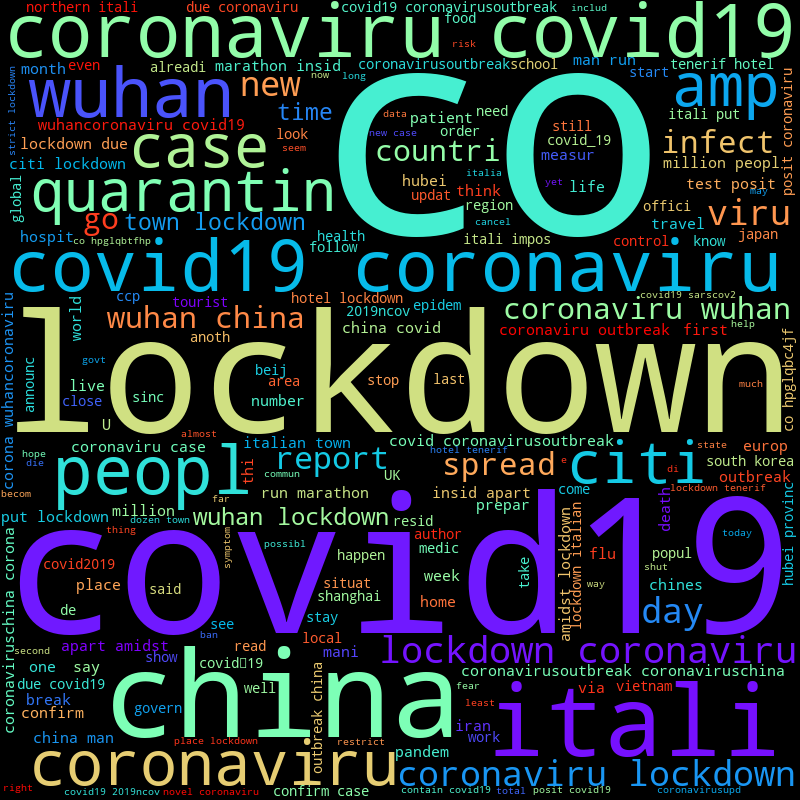 northern itali
due coronaviru
covid19 coronavirusoutbreak
includ
coronaviru covid19
food
risk
month
even
alreadi
marathon insid
coronavirusoutbreak
school
man run
tenerif hotel
strict lockdown
wuhan
new
now
long
start
amp
co
time
data
patient
need
still
itali put
posit coronaviru
wuhancoronaviru covid19
look
order
covid_19
infect
lockdown due
case
new case
countri
measur
million peopl
citi lockdown
seem
italia
hubei
updat
think
yet
life
test posit
may
global
quarantin
region
cancel
offici
viru
go
town lockdown
health
follow
itali impos
travel
control
know
japan
hospit
co hpglqbtfhp
covid19
coronaviru
corona wuhancoronaviru
world
ccp
tourist
hotel lockdown
2019ncov
epidem
covid19 sarscov2
coronaviru wuhan
wuhan china
anoth
china covid
coronaviru outbreak
first
help
co hpglqbc4jf
announc
govt
beij
lockdown
live
close
sinc
area
number
stop
last
much
U
almost
hope
die
coronaviru case
italian town
covid coronavirusoutbreak
hotel tenerif
state
europ
peopl
thi
report
e
spread
di
citi
south korea
outbreak
becom
far
commun
UK
run marathon
insid apart
come
lockdown tenerif
hubei provinc
put lockdown
million
wuhan lockdown
resid
prepar
death
thing
dozen town
symptom
possibl
author
medic
happen
covid19
today
covid2019
place
said
situat
shanghai
week
home
take
amidst lockdown
lockdown italian
flu
popul
shut
chines
way
de
see
stay
day
coronaviruschina corona
second
apart amidst
ban
local
read
mani
lockdown coronaviru
one
say
show
covid19
due covid19
china
well
outbreak china
fear
coronavirusoutbreak coronaviruschina
break
confirm
govern
iran
work
least
via
vietnam
itali
china man
place lockdown
restrict
pandem
coronaviru
coronaviru lockdown
right
covid19 2019ncov
novel coronaviru
confirm case
contain covid19
total
posit covid19
coronavirusupd